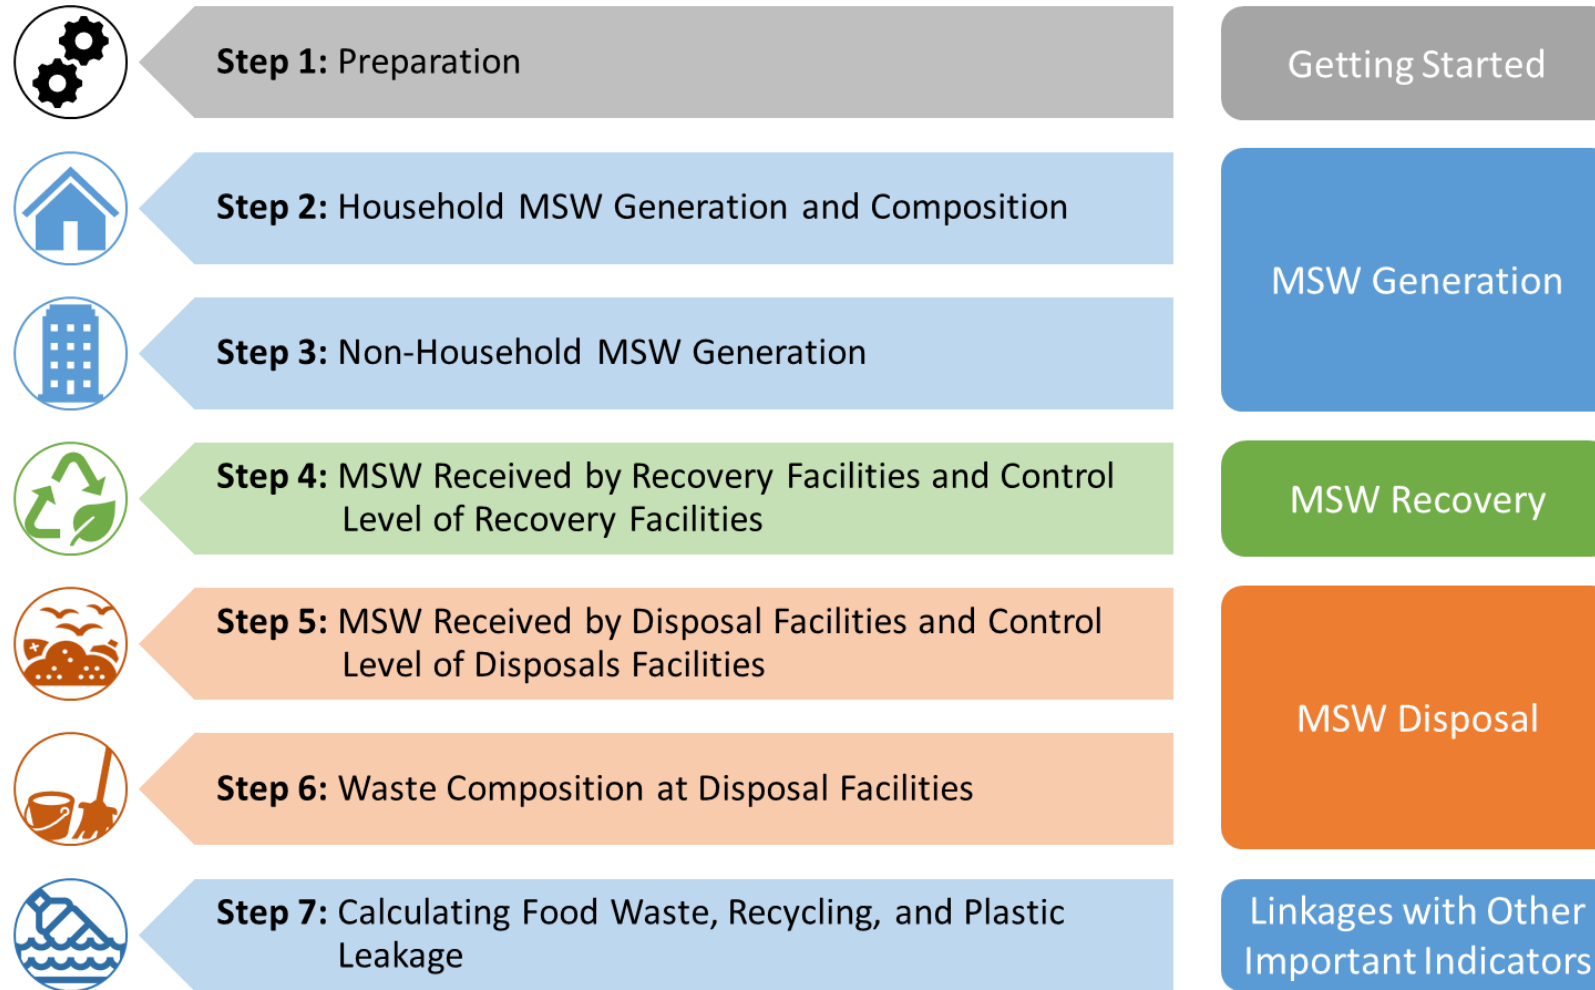 Step 1: Preparation
Getting Started
Step 2: Household MSW Generation and Composition
MSW Generation
Step 3: Non-Household MSW Generation
Step 4: MSW Received by Recovery Facilities and Control
Level of Recovery Facilities
MSW Recovery
Step 5: MSW Received by Disposal Facilities and Control
Level of Disposals Facilities
MSW Disposal
Step 6: Waste Composition at Disposal Facilities
Step 7: Calculating Food Waste, Recycling, and Plastic
Leakage
Linkages with Other
Important Indicators